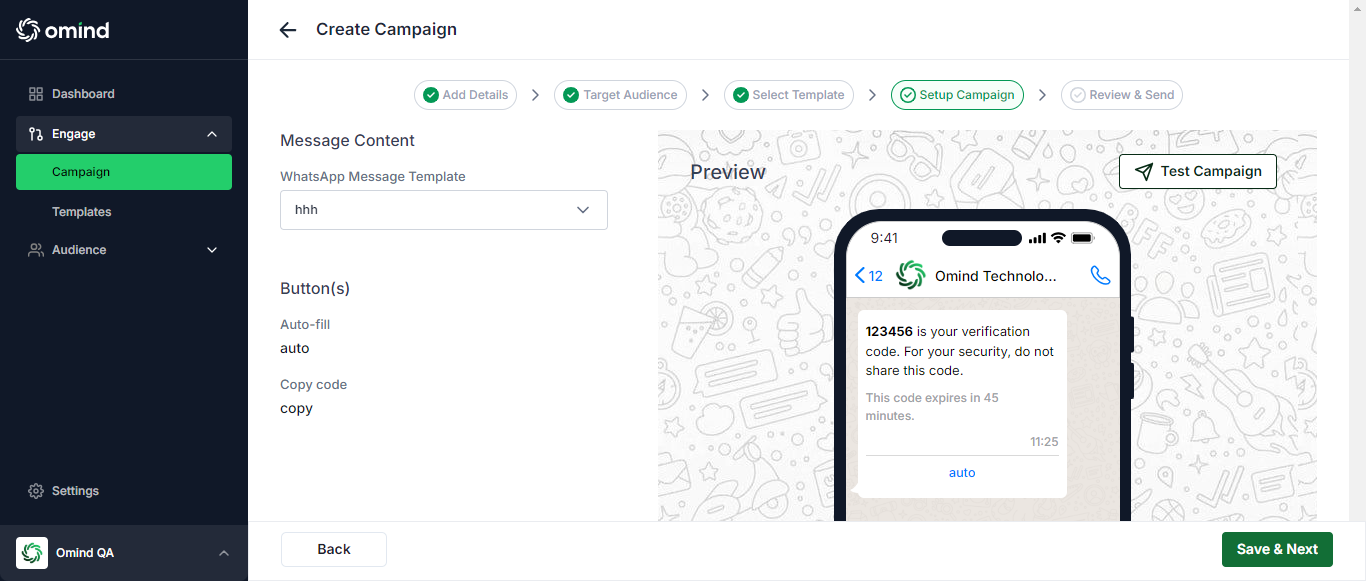 omind
Create Campaign
Dashboard
Engage
Campaign
Templates
Audience
Settings
Omind QA
Add Details
Target Audience
Select Template
Setup Campaign
Review & Send
Message Content
WhatsApp Message Template
hhh
Button(s)
Auto-fill
auto
Copy code
copy
Preview
Test Campaign
9:41
12
Omind Technolo...
123456 is your verification
code. For your security, do not
share this code.
This code expires in 45
minutes.
11:25
auto
Back
Save & Next